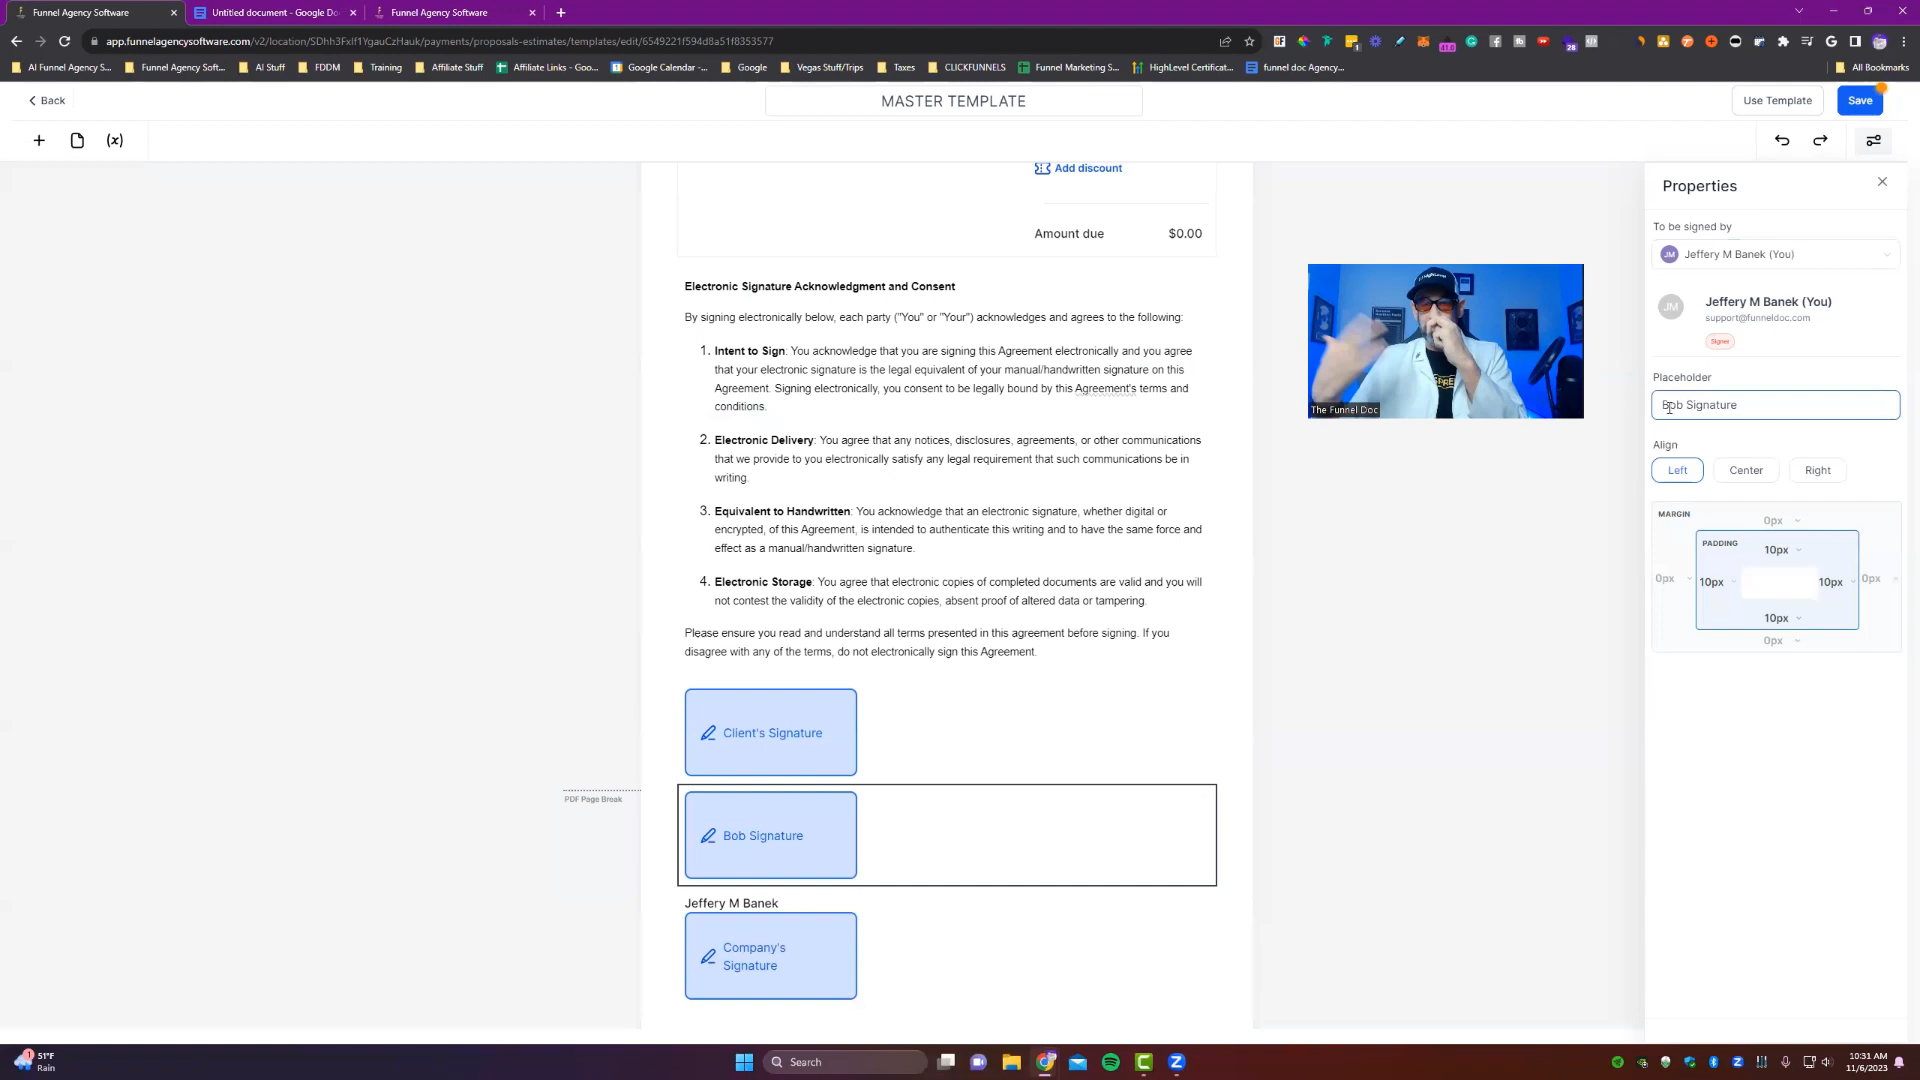 Funnel Agency Software
Untitled document - Google Do
Funnel Agency Software
app.funnelagencysoftware.com/v2/location/SDhh3FxIf1YgauCzHauk/payments/proposals-estimates/templates/edit/6549221f594d8a51f8353577
AI Funnel Agency S...
Funnel Agency Soft...
AI Stuff
FDDM
Training
Affiliate Stuff
Affiliate Links - Goo...
Google Calendar -...
Google
Vegas Stuff/Trips
Taxes
CLICKFUNNELS
Funnel Marketing S...
HighLevel Certificat...
funnel doc Agency...
All Bookmarks
Back
MASTER TEMPLATE
Use Template
Save
(x)
Add discount
Amount due $0.00
Electronic Signature Acknowledgment and Consent
By signing electronically below, each party ("You" or "Your") acknowledges and agrees to the following:
1. Intent to Sign: You acknowledge that you are signing this Agreement electronically and you agree
that your electronic signature is the legal equivalent of your manual/handwritten signature on this
Agreement. Signing electronically, you consent to be legally bound by this Agreement's terms and
conditions.
2. Electronic Delivery: You agree that any notices, disclosures, agreements, or other communications
that we provide to you electronically satisfy any legal requirement that such communications be in
writing.
3. Equivalent to Handwritten: You acknowledge that an electronic signature, whether digital or
encrypted, of this Agreement, is intended to authenticate this writing and to have the same force and
effect as a manual/handwritten signature.
4. Electronic Storage: You agree that electronic copies of completed documents are valid and you will
not contest the validity of the electronic copies, absent proof of altered data or tampering.
Please ensure you read and understand all terms presented in this agreement before signing. If you
disagree with any of the terms, do not electronically sign this Agreement.
Client's Signature
PDF Page Break
Bob Signature
Jeffery M Banek
Company's
Signature
The Funnel Doc
Properties
To be signed by
JM Jeffery M Banek (You)
JM Jeffery M Banek (You)
support@funneldoc.com
Signer
Placeholder
Bob Signature
Align
Left
Center
Right
MARGIN
0px
PADDING
10px
0px
10px
10px
0px
10px
0px
51°F
Rain
Search
10:31 AM
11/6/2023